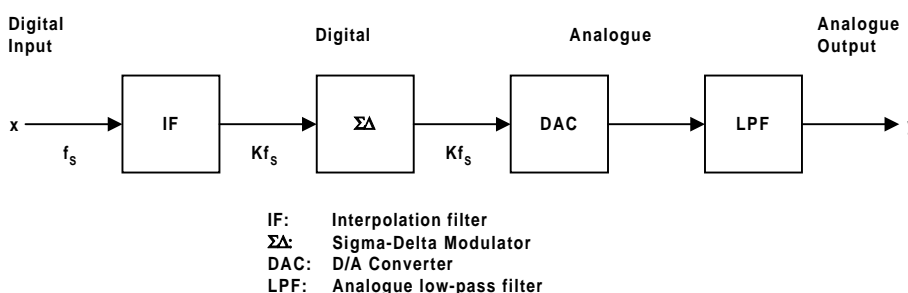 Digital
Input
Digital
Analogue
Analogue
Output
x
IF
ΣΔ
DAC
LPF
fS
KfS
KfS
IF: Interpolation filter
ΣΔ: Sigma-Delta Modulator
DAC: D/A Converter
LPF: Analogue low-pass filter